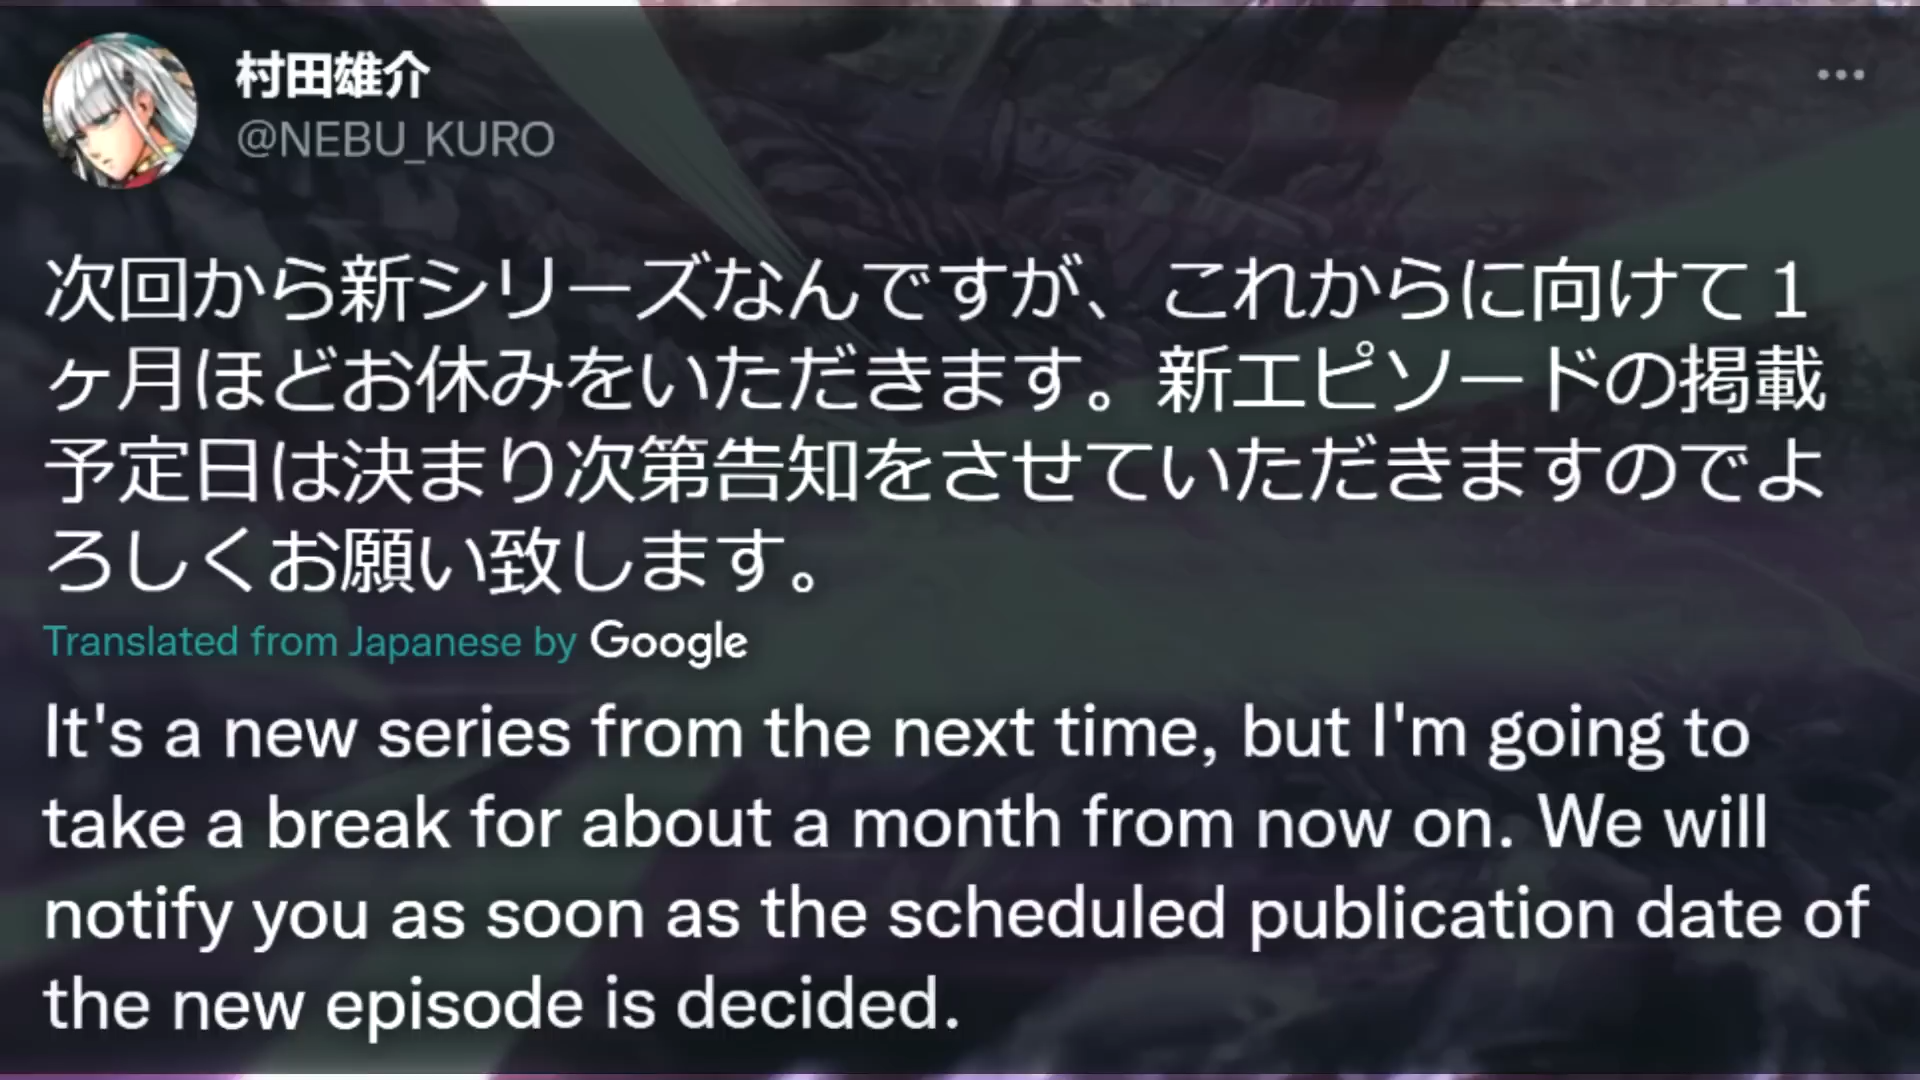 村田雄介
@NEBU_KURO
次回から新シリーズなんですが、これからに向けて１
ヶ月ほどお休みをいただきます。新エピソードの掲載
予定日は決まり次第告知をさせていただきますのでよ
ろしくお願い致します。
Translated from Japanese by Google
It's a new series from the next time, but I'm going to
take a break for about a month from now on. We will
notify you as soon as the scheduled publication date of
the new episode is decided.